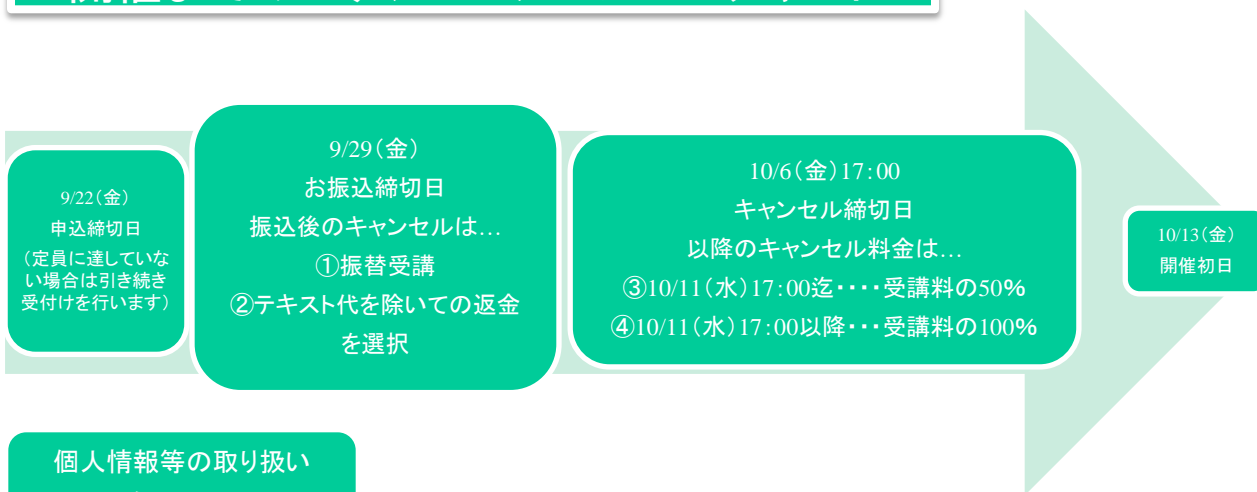 9/22(金)
申込締切日
(定員に達していな
い場合は引き続き
受付けを行います)
9/29(金)
お振込締切日
振込後のキャンセルは…
①振替受講
②テキスト代を除いての返金
を選択
10/6(金)17:00
キャンセル締切日
以降のキャンセル料金は…
③10/11(水)17:00迄・・・・受講料の50%
④10/11(水)17:00以降・・・受講料の100%
10/13(金)
開催初日
個人情報等の取り扱い